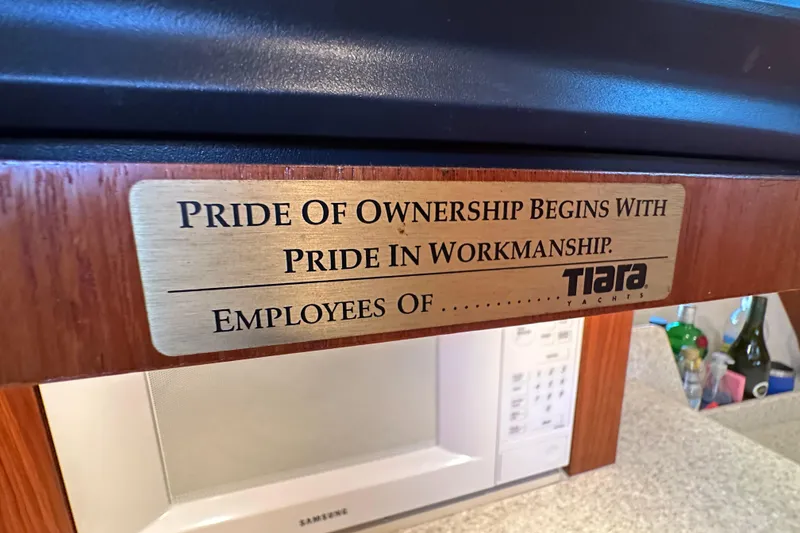 PRIDE OF OWNERSHIP BEGINS WITH
PRIDE IN WORKMANSHIP.
EMPLOYEES OF ............. TIARA
YACHTS
SAMSUNG